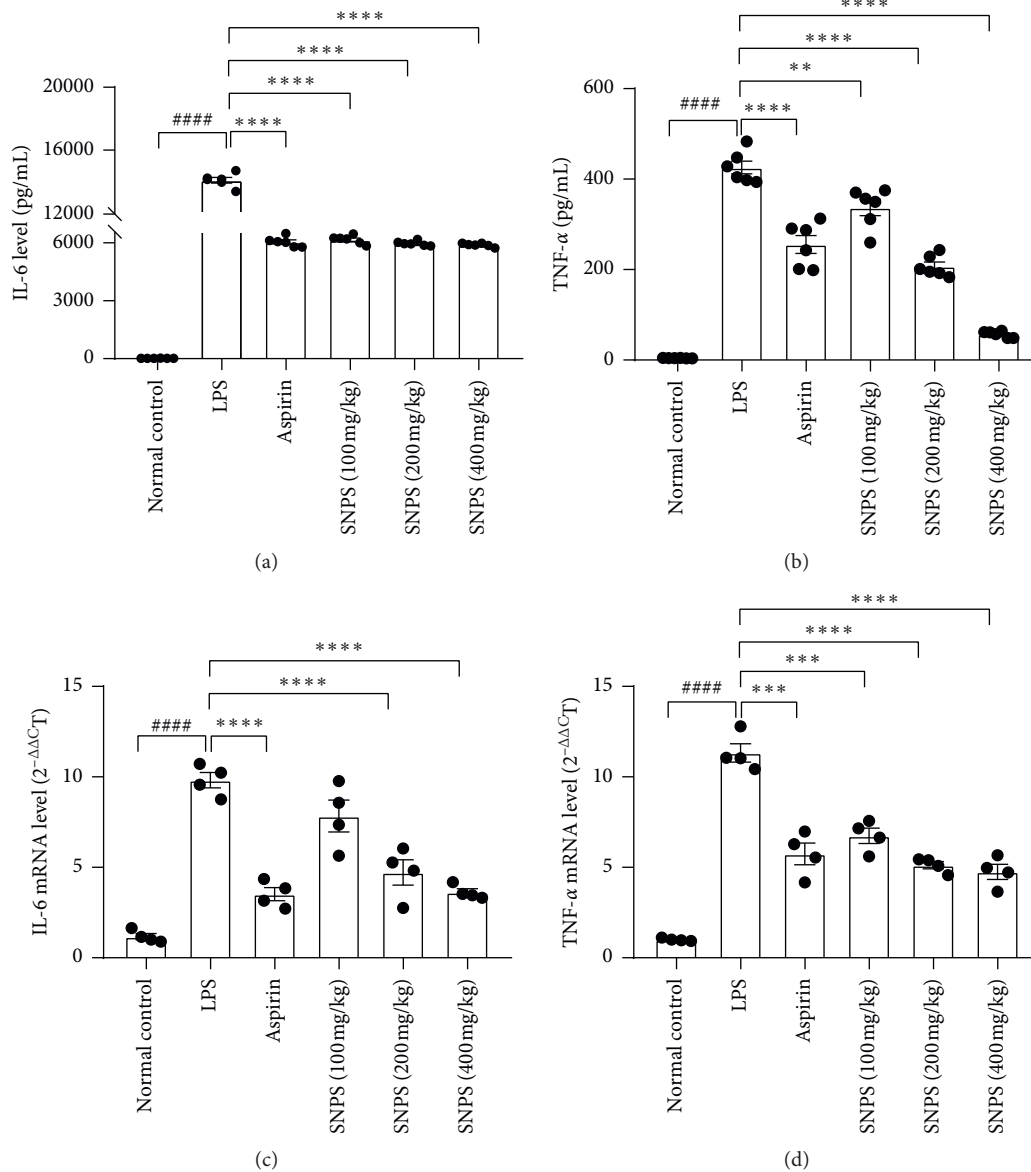 ****
****
****
####
****
20000
16000
12000
6000
3000
0
IL-6 level (pg/mL)
Normal control
LPS
Aspirin
SNPS (100 mg/kg)
SNPS (200 mg/kg)
SNPS (400 mg/kg)
(a)
****
****
**
####
****
600
400
200
0
TNF-α (pg/mL)
Normal control
LPS
Aspirin
SNPS (100 mg/kg)
SNPS (200 mg/kg)
SNPS (400 mg/kg)
(b)
****
****
####
****
15
10
5
0
IL-6 mRNA level (2−ΔΔCT)
Normal control
LPS
Aspirin
SNPS (100 mg/kg)
SNPS (200 mg/kg)
SNPS (400 mg/kg)
(c)
****
****
***
####
***
15
10
5
0
TNF-α mRNA level (2−ΔΔCT)
Normal control
LPS
Aspirin
SNPS (100 mg/kg)
SNPS (200 mg/kg)
SNPS (400 mg/kg)
(d)